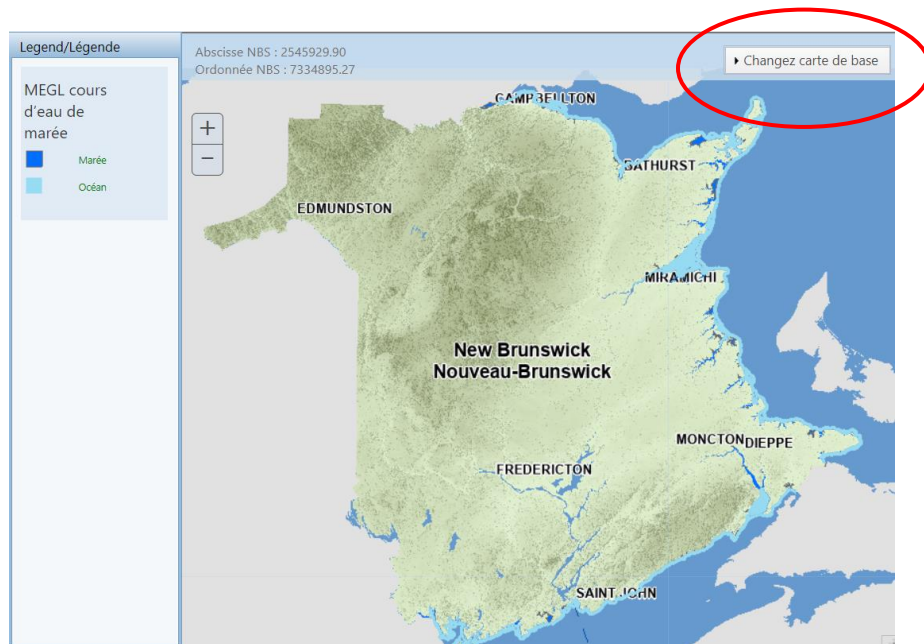 Legend/Légende
MEGL cours
d'eau de
marée
Marée
Océan
Abscisse NBS : 2545929.90
Ordonnée NBS : 7334895.27
Changez carte de base
+
−
CAMPBELLTON
BATHURST
EDMUNDSTON
MIRAMICHI
New Brunswick
Nouveau-Brunswick
MONCTON DIEPPE
FREDERICTON
SAINT JOHN